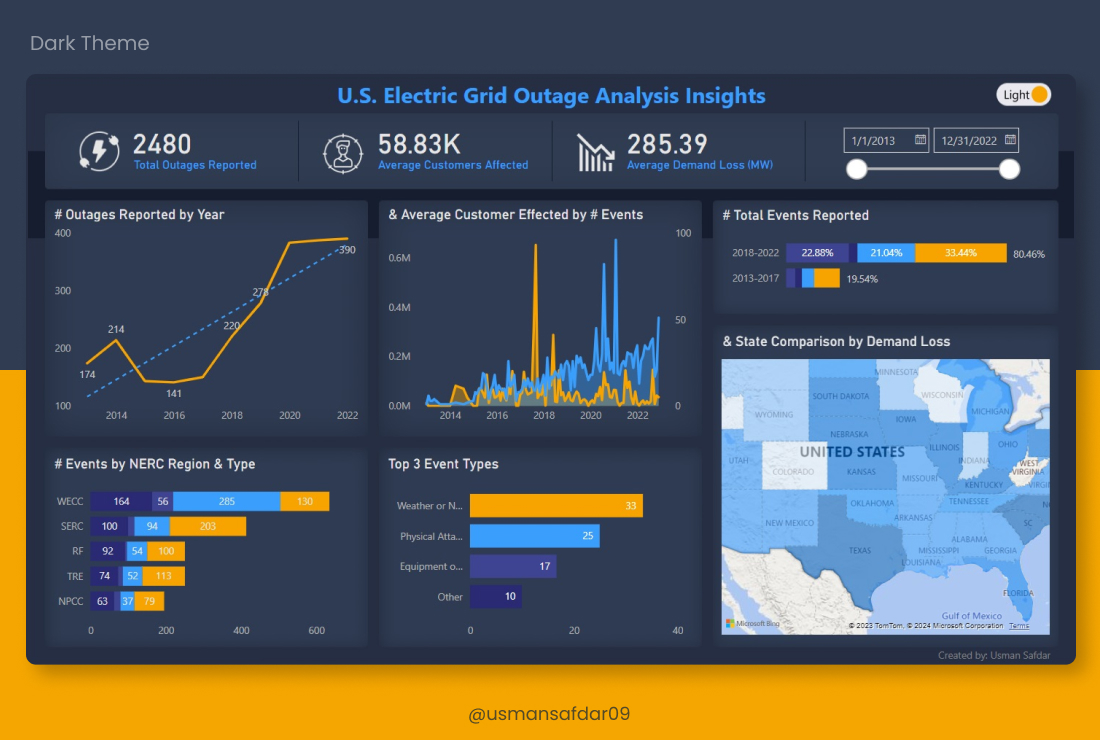 Dark Theme
U.S. Electric Grid Outage Analysis Insights
Light
2480
Total Outages Reported
58.83K
Average Customers Affected
285.39
Average Demand Loss (MW)
1/1/2013
12/31/2022
# Outages Reported by Year
400
300
200
100
174
214
141
220
278
390
2014
2016
2018
2020
2022
& Average Customer Effected by # Events
0.6M
0.4M
0.2M
0.0M
100
50
0
2014
2016
2018
2020
2022
# Total Events Reported
2018-2022
22.88%
21.04%
33.44%
80.46%
2013-2017
19.54%
& State Comparison by Demand Loss
MINNESOTA
SOUTH DAKOTA
WISCONSIN
WYOMING
MICHIGAN
IOWA
NEBRASKA
UNITED STATES
ILLINOIS
OHIO
UTAH
INDIANA
COLORADO
KANSAS
MISSOURI
WEST
VIRGINIA
KENTUCKY
VIRGI
OKLAHOMA
TENNESSEE
NEW MEXICO
ARKANSAS
SC
TEXAS
ALABAMA
MISSISSIPPI
GEORGIA
LOUISIANA
FLORIDA
Gulf of Mexico
Microsoft Bing
© 2023 TomTom, © 2024 Microsoft Corporation Terms
# Events by NERC Region & Type
WECC
164
56
285
130
SERC
100
94
203
RF
92
54
100
TRE
74
52
113
NPCC
63
37
79
0
200
400
600
Top 3 Event Types
Weather or N...
33
Physical Atta...
25
Equipment o...
17
Other
10
0
20
40
Created by: Usman Safdar
@usmansafdar09